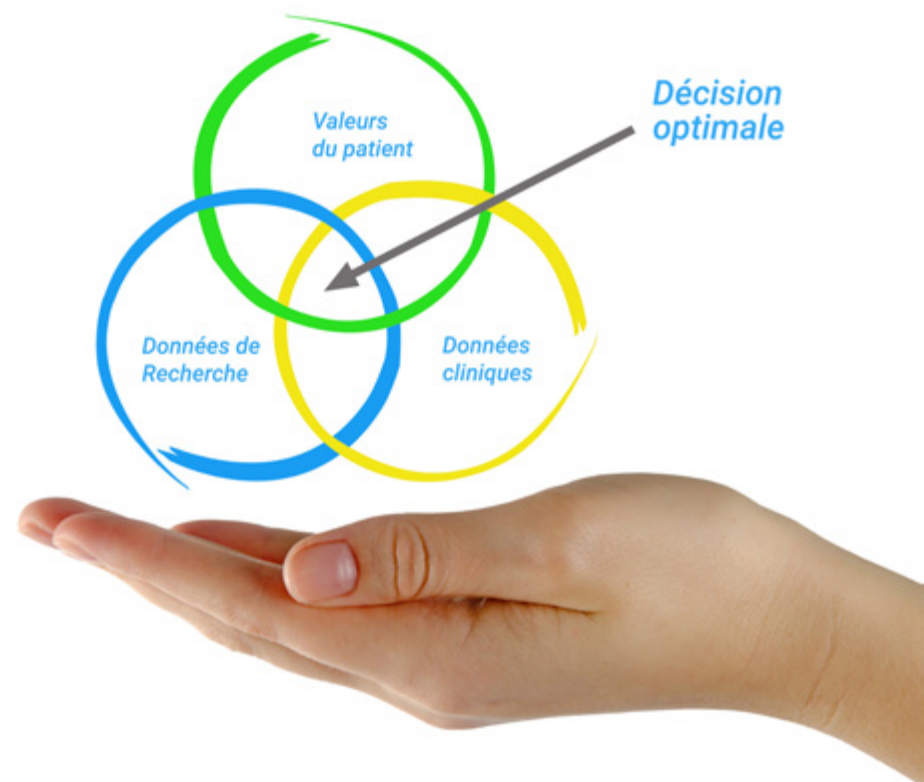 Valeurs
du patient
Décision
optimale
Données de
Recherche
Données
cliniques